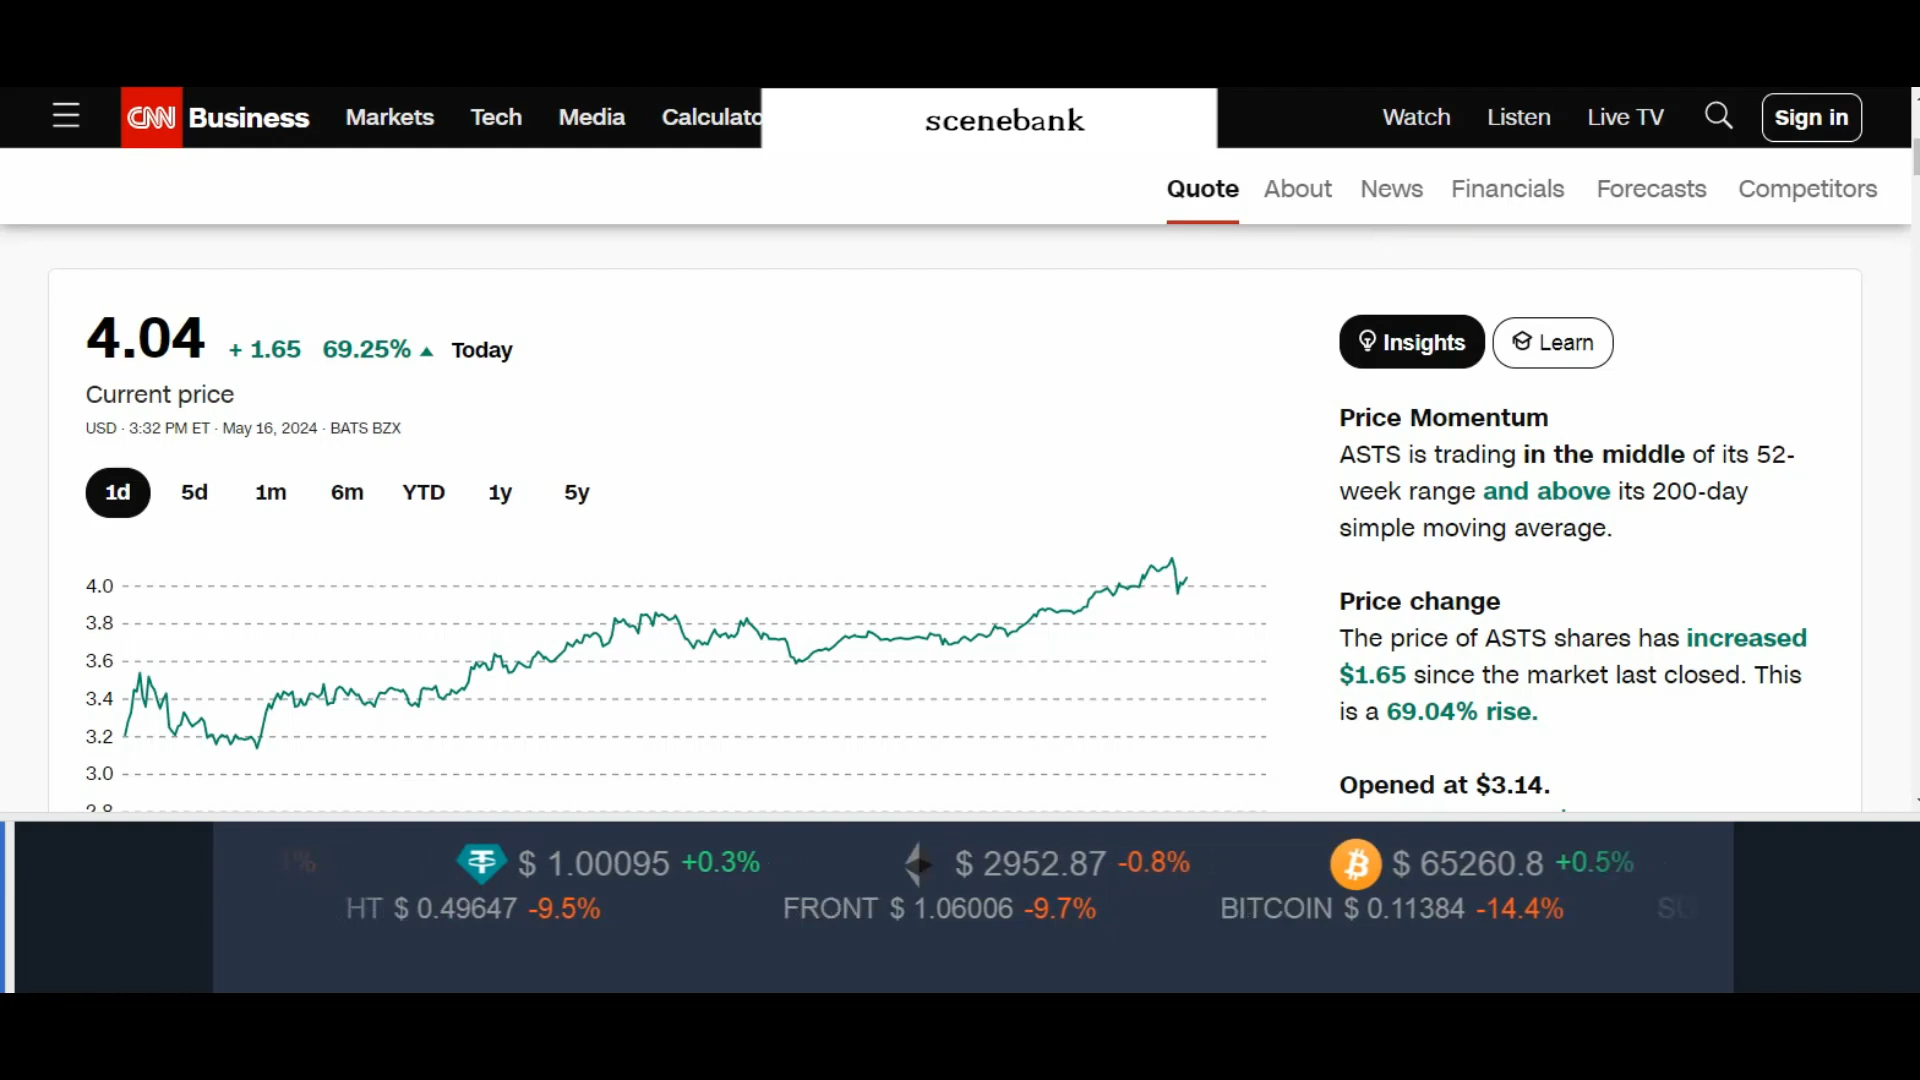 CNN Business Markets Tech Media Calculato scenebank Watch Listen Live TV Sign in
Quote About News Financials Forecasts Competitors
4.04 + 1.65 69.25% Today
Current price
USD · 3:32 PM ET · May 16, 2024 · BATS BZX
1d 5d 1m 6m YTD 1y 5y
4.0
3.8
3.6
3.4
3.2
3.0
Insights Learn
Price Momentum
ASTS is trading in the middle of its 52-
week range and above its 200-day
simple moving average.
Price change
The price of ASTS shares has increased
$1.65 since the market last closed. This
is a 69.04% rise.
Opened at $3.14.
$ 1.00095 +0.3% $ 2952.87 -0.8% $ 65260.8 +0.5%
HT $ 0.49647 -9.5% FRONT $ 1.06006 -9.7% BITCOIN $ 0.11384 -14.4%